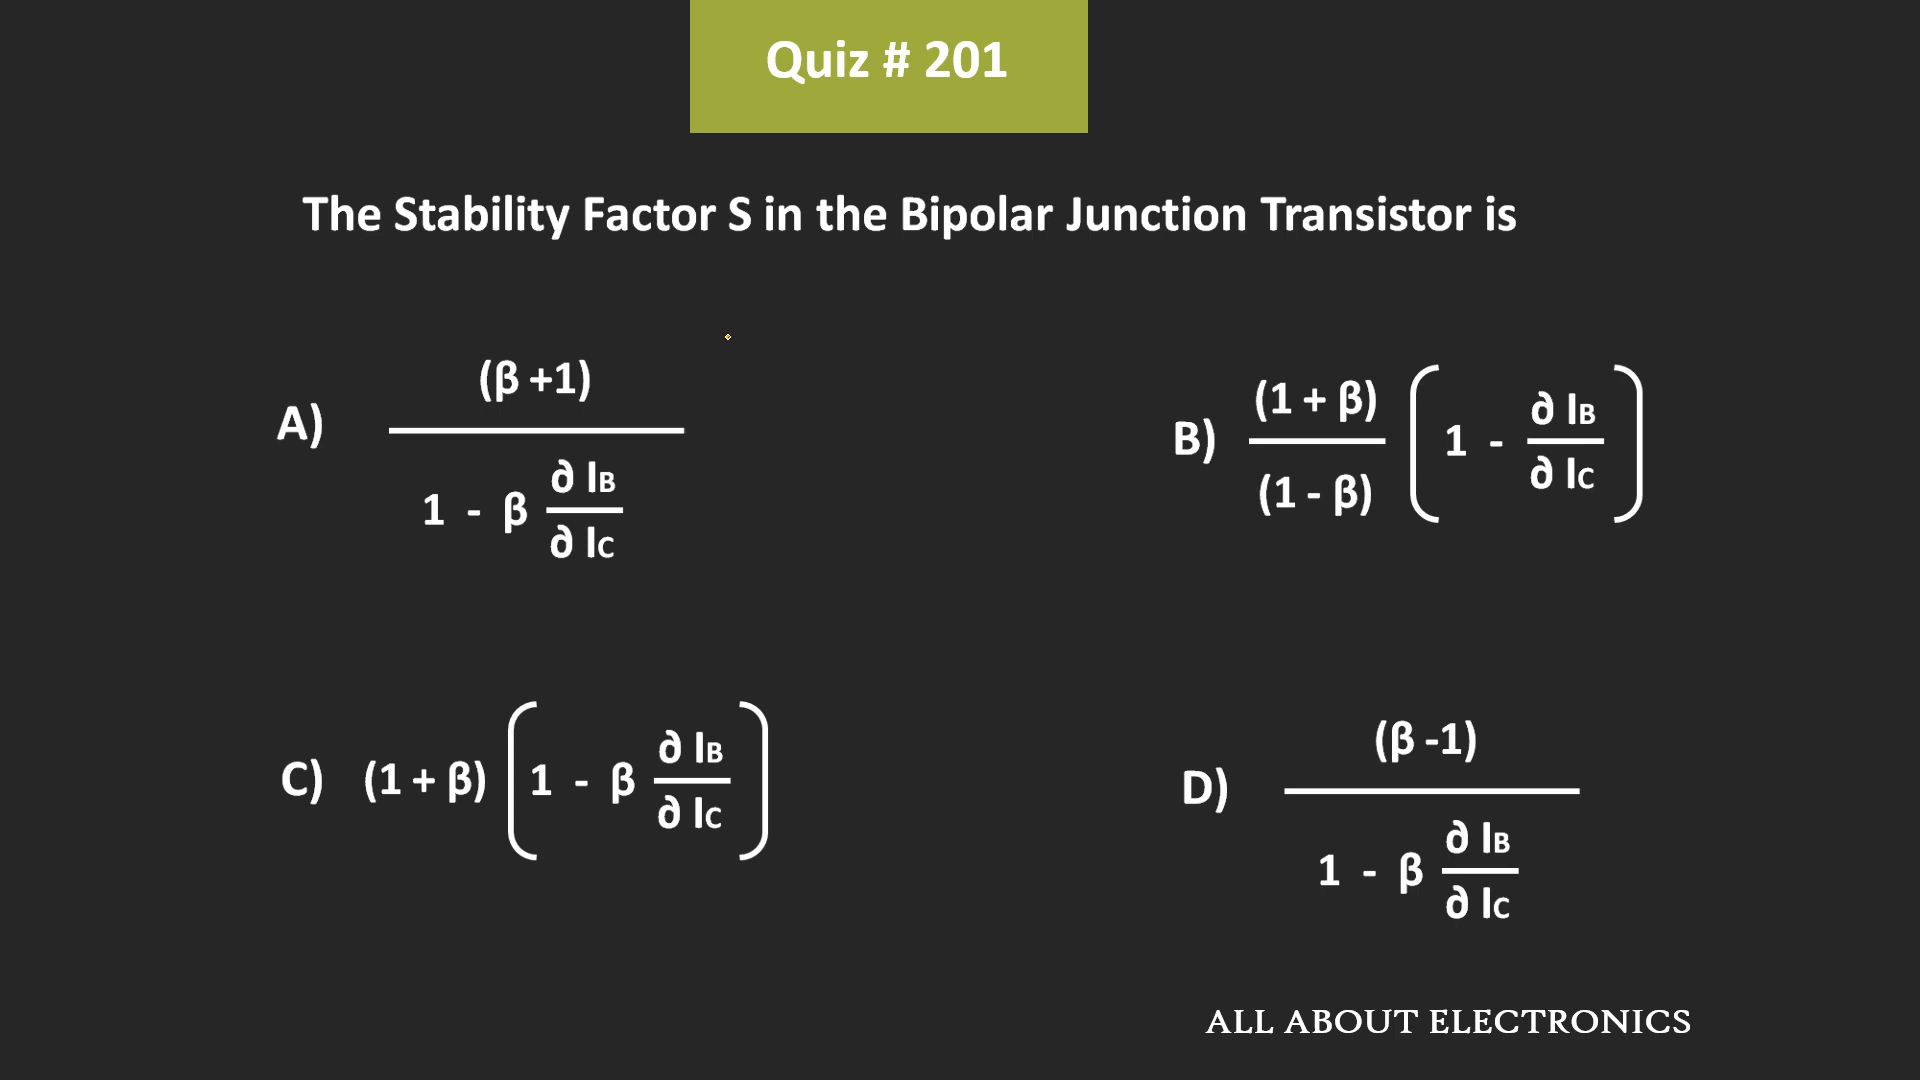 Quiz # 201
The Stability Factor S in the Bipolar Junction Transistor is
A)
(β +1)
1 - β ∂ IB
∂ IC
B)
(1 + β)
(1 - β)
1 - ∂ IB
∂ IC
C) (1 + β) 1 - β ∂ IB
∂ IC
D)
(β -1)
1 - β ∂ IB
∂ IC
ALL ABOUT ELECTRONICS